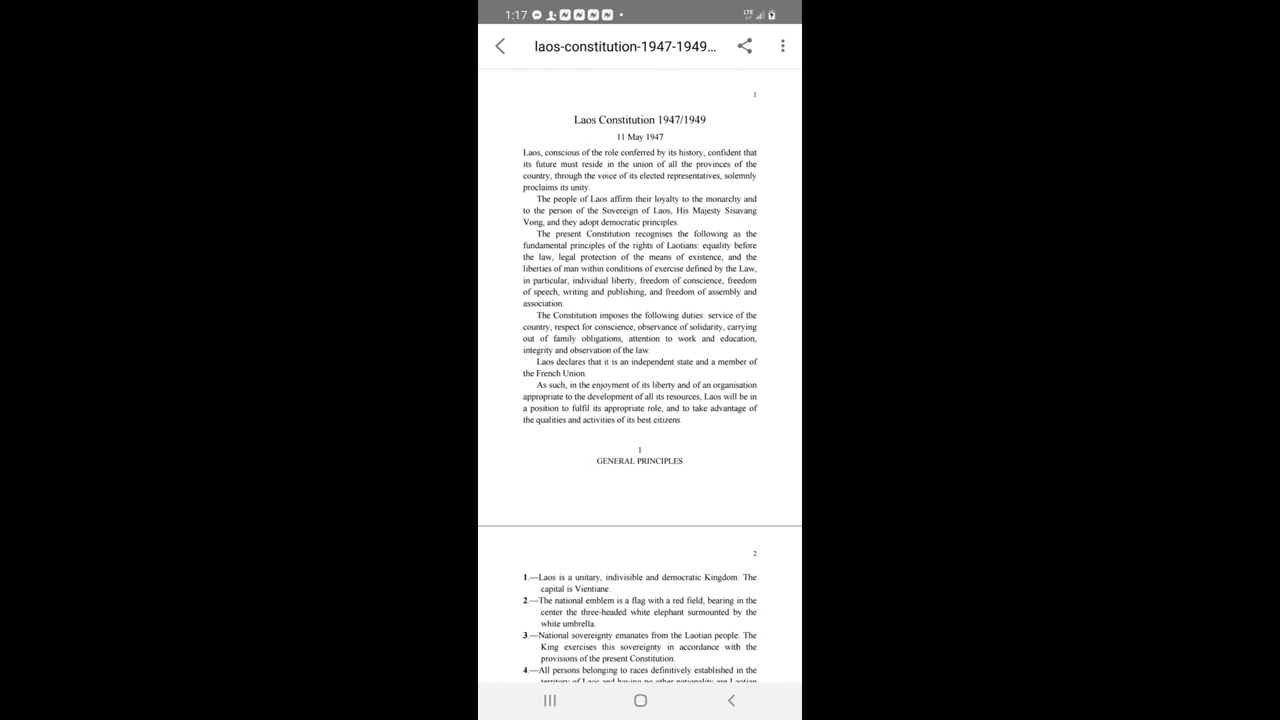 1:17
LTE
laos-constitution-1947-1949...
1
Laos Constitution 1947/1949
11 May 1947
Laos, conscious of the role conferred by its history, confident that
its future must reside in the union of all the provinces of the
country, through the voice of its elected representatives, solemnly
proclaims its unity.
The people of Laos affirm their loyalty to the monarchy and
to the person of the Sovereign of Laos, His Majesty Sisavang
Vong, and they adopt democratic principles.
The present Constitution recognises the following as the
fundamental principles of the rights of Laotians: equality before
the law, legal protection of the means of existence, and the
liberties of man within conditions of exercise defined by the Law,
in particular, individual liberty, freedom of conscience, freedom
of speech, writing and publishing, and freedom of assembly and
association.
The Constitution imposes the following duties: service of the
country, respect for conscience, observance of solidarity, carrying
out of family obligations, attention to work and education,
integrity and observation of the law.
Laos declares that it is an independent state and a member of
the French Union.
As such, in the enjoyment of its liberty and of an organisation
appropriate to the development of all its resources, Laos will be in
a position to fulfil its appropriate role, and to take advantage of
the qualities and activities of its best citizens.
1
GENERAL PRINCIPLES
2
1.—Laos is a unitary, indivisible and democratic Kingdom. The
capital is Vientiane.
2.—The national emblem is a flag with a red field, bearing in the
center the three-headed white elephant surmounted by the
white umbrella.
3.—National sovereignty emanates from the Laotian people. The
King exercises this sovereignty in accordance with the
provisions of the present Constitution.
4.—All persons belonging to races definitively established in the
territory of Laos and having no other nationality are Laotian